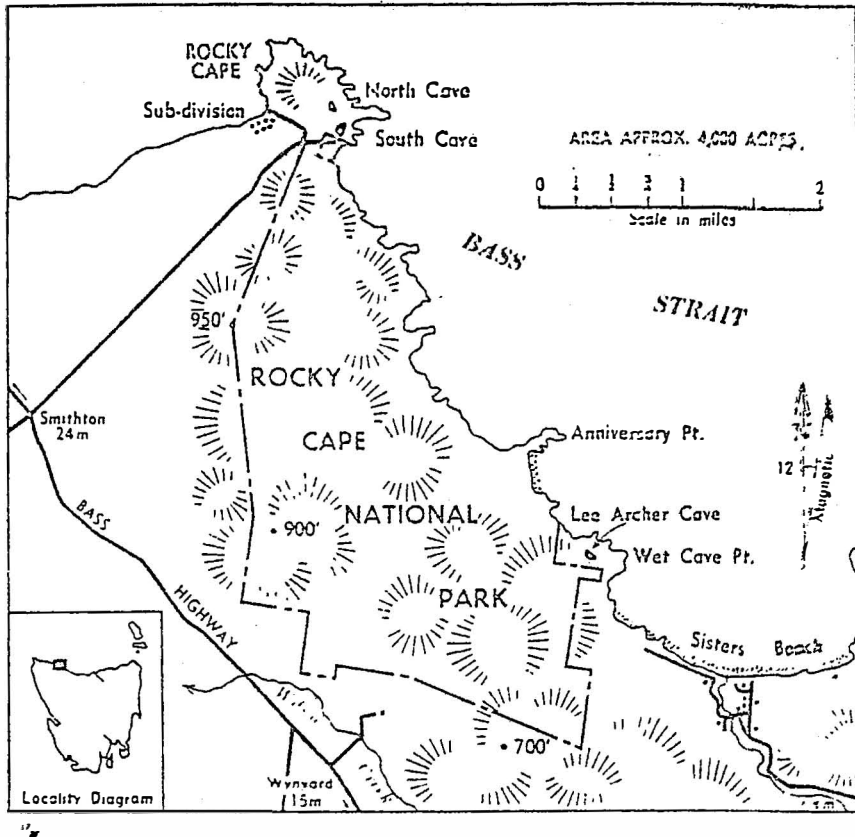 ROCKY
CAPE
North Cave
Sub-division
South Cave
AREA APPROX. 4,000 ACRES.
0
1
2
Scale in miles
BASS
STRAIT
950'
ROCKY
Smithton
24m
CAPE
Anniversary Pt.
12
Magnetic
BASS
900'
NATIONAL
Lee Archer Cave
Wet Cave Pt.
HIGHWAY
PARK
Sisters Beach
700'
Wynyard
15m
Locality Diagram